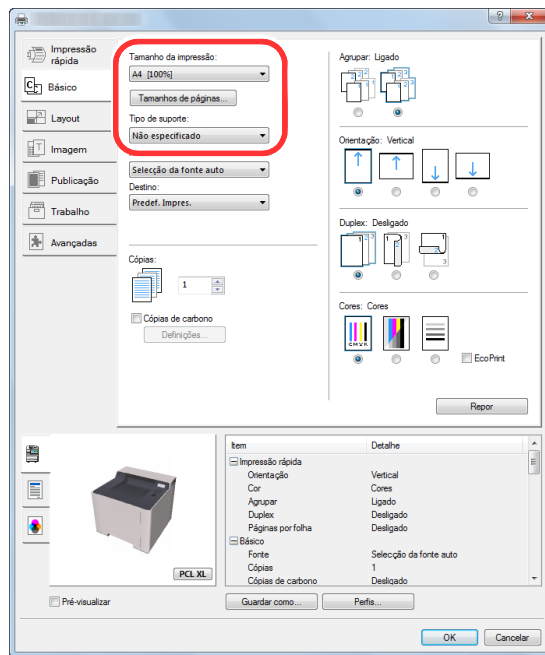 Impressão
rápida
Básico
Layout
Imagem
Publicação
Trabalho
Avançadas
Tamanho da impressão:
A4 [100%]
Tamanhos de páginas...
Tipo de suporte:
Não especificado
Selecção da fonte auto
Destino:
Predef. Impres.
Cópias:
1
Cópias de carbono
Definições...
Agrupar: Ligado
Orientação: Vertical
Duplex: Desligado
Cores: Cores
CMYK
EcoPrint
Repor
PCL XL
Pré-visualizar
Item Detalhe
Impressão rápida
Orientação Vertical
Cor Cores
Agrupar Ligado
Duplex Desligado
Páginas por folha Desligado
Básico
Fonte Selecção da fonte auto
Cópias 1
Cópias de carbono Desligado
Guardar como... Perfis...
OK Cancelar